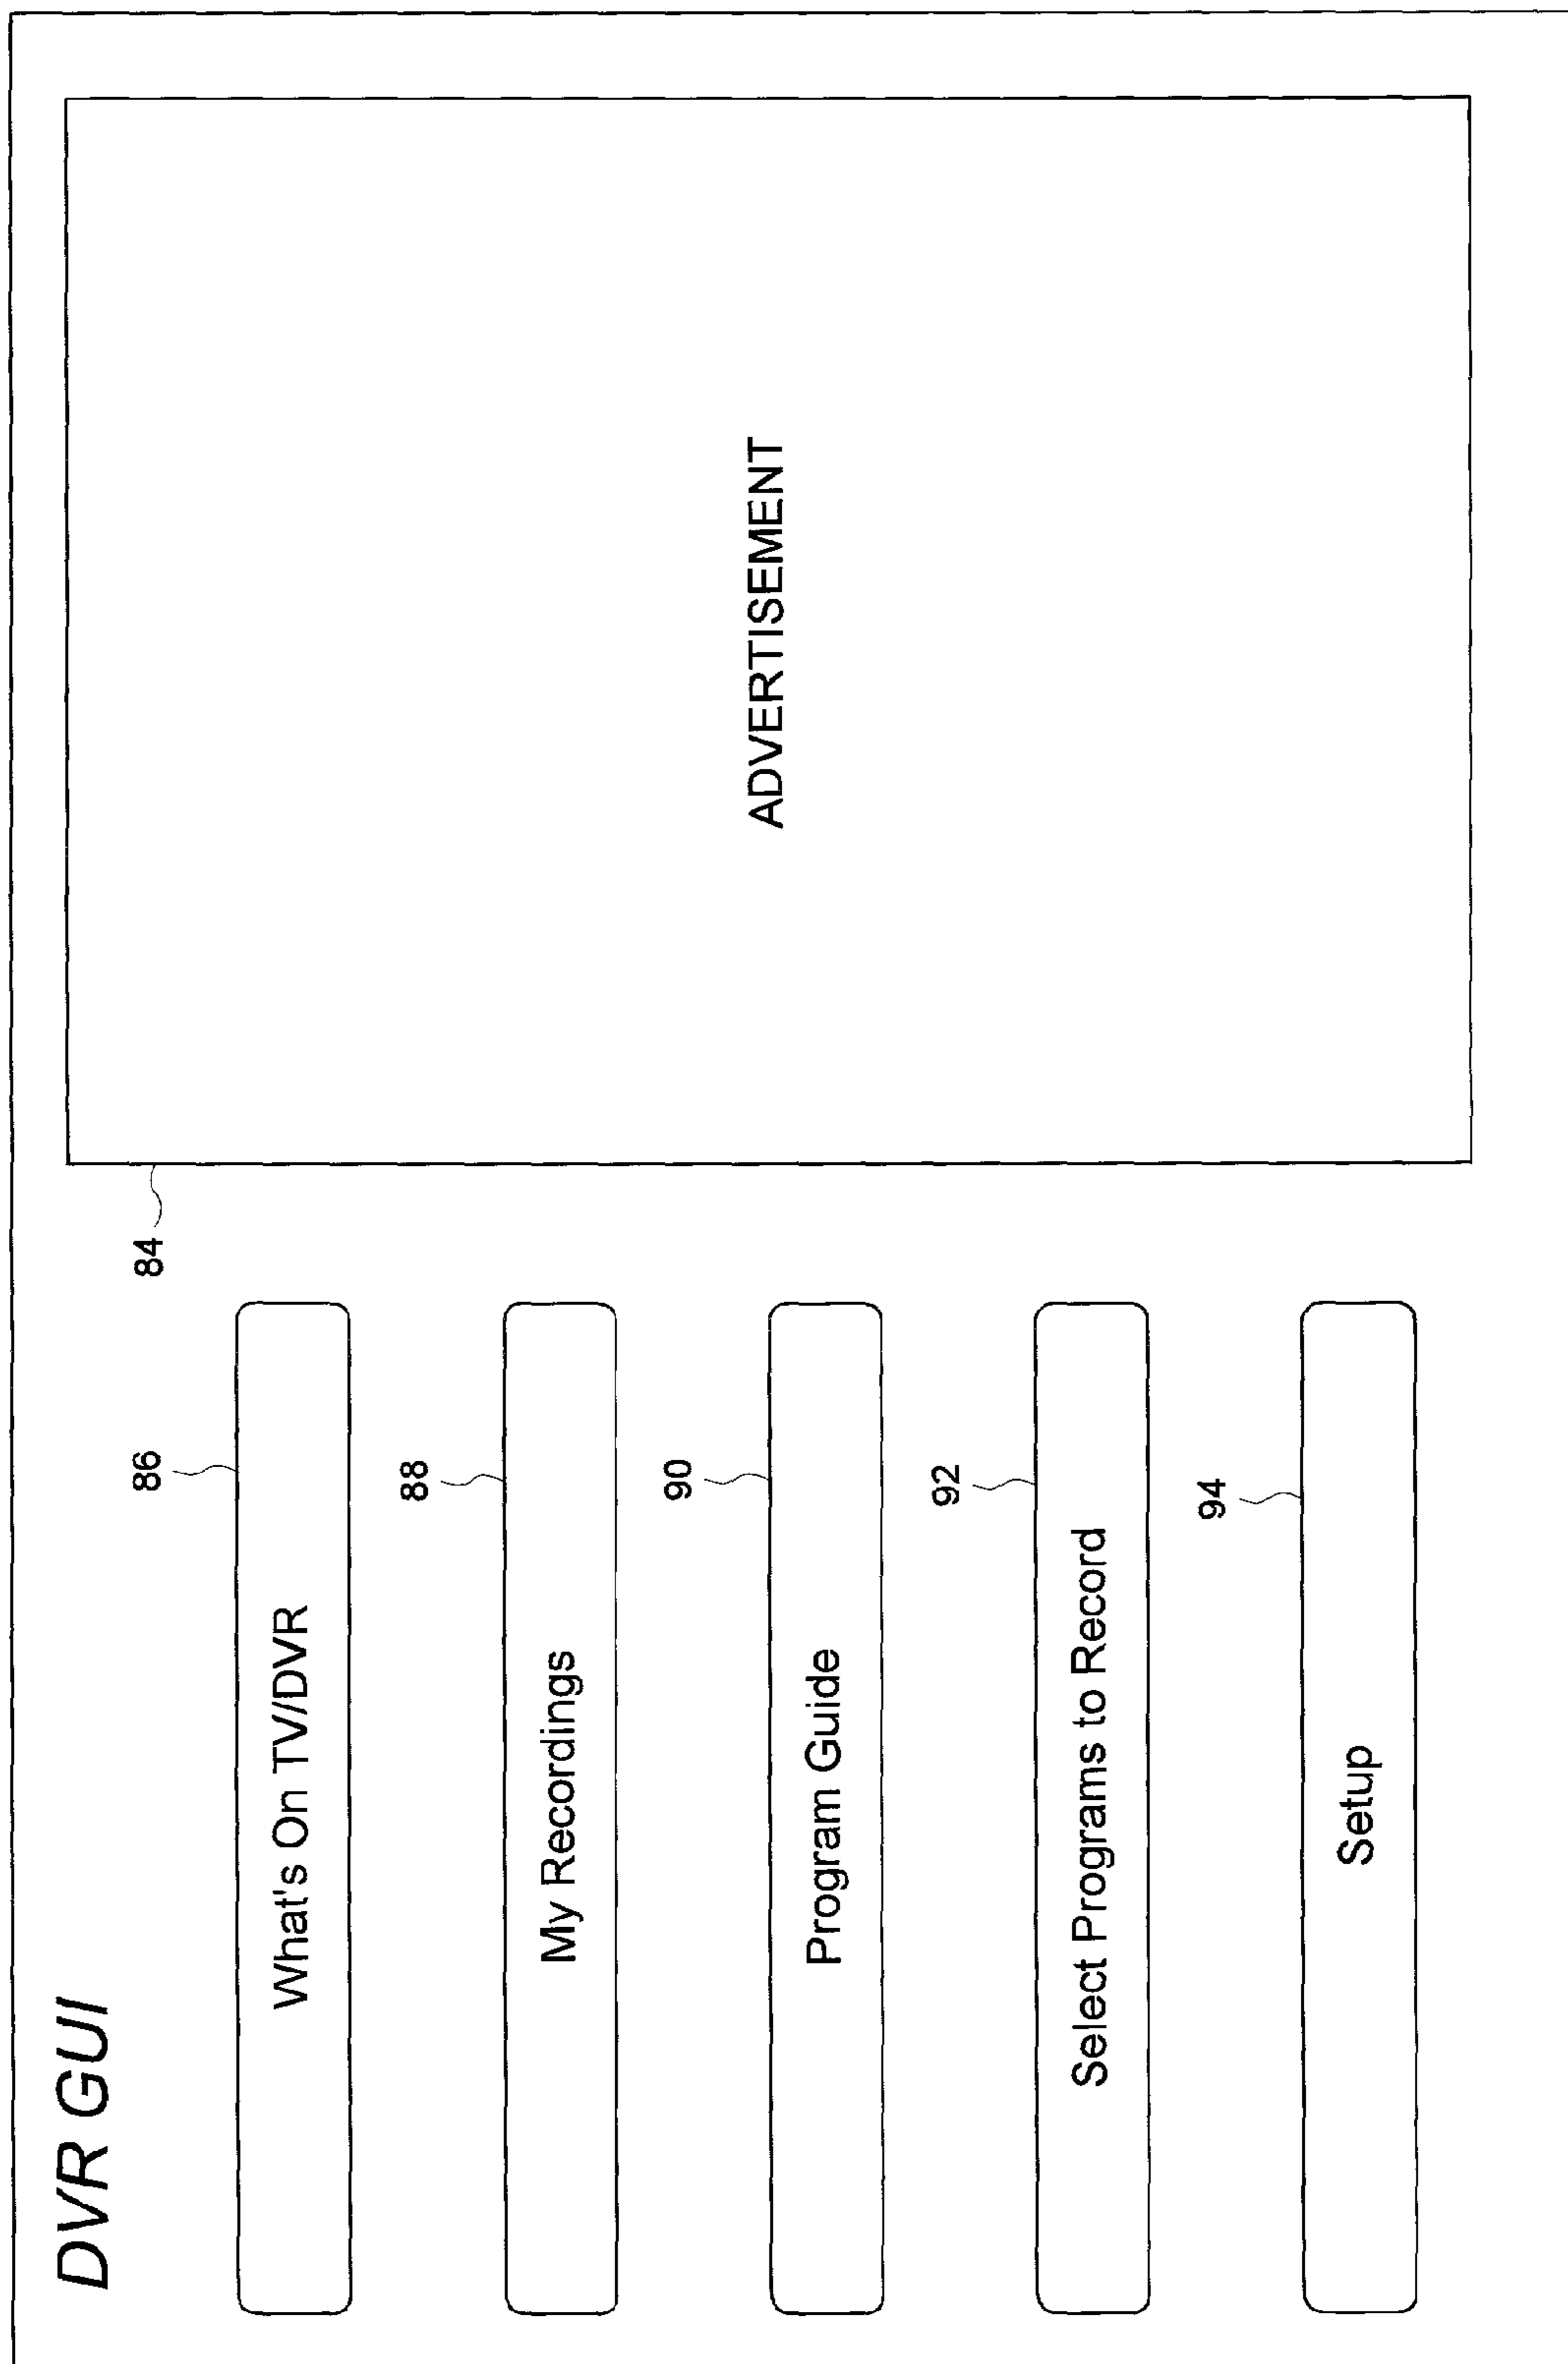 DVR GUI
84
86
What's On TV/DVR
88
My Recordings
90
Program Guide
92
Select Programs to Record
94
Setup
ADVERTISEMENT